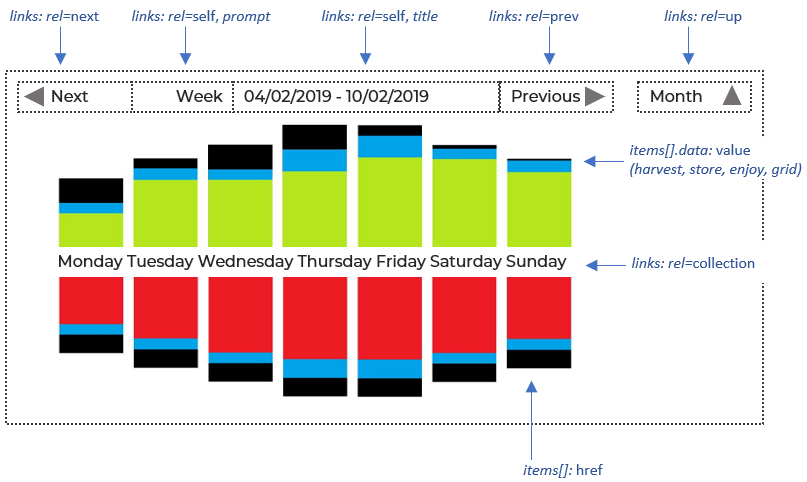 links: rel=next
links: rel=self, prompt
links: rel=self, title
links: rel=prev
links: rel=up
Next
Week
04/02/2019 - 10/02/2019
Previous
Month
items[].data: value
(harvest, store, enjoy, grid)
Monday Tuesday Wednesday Thursday Friday Saturday Sunday
links: rel=collection
items[]: href